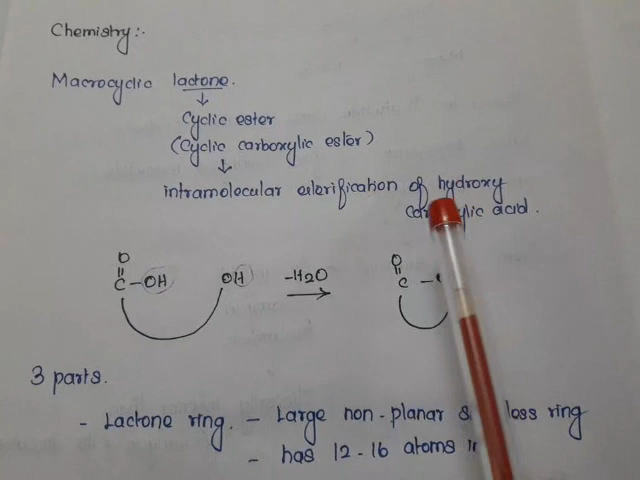 Chemistry:-
Macrocyclic lactone.
Cyclic ester
(Cyclic carboxylic ester)
intramolecular esterification of hydroxy
acid.
O
C - OH OH -H2O
O
C -
3 parts.
- Lactone ring. - Large non-planar ring
- has 12-16 atoms